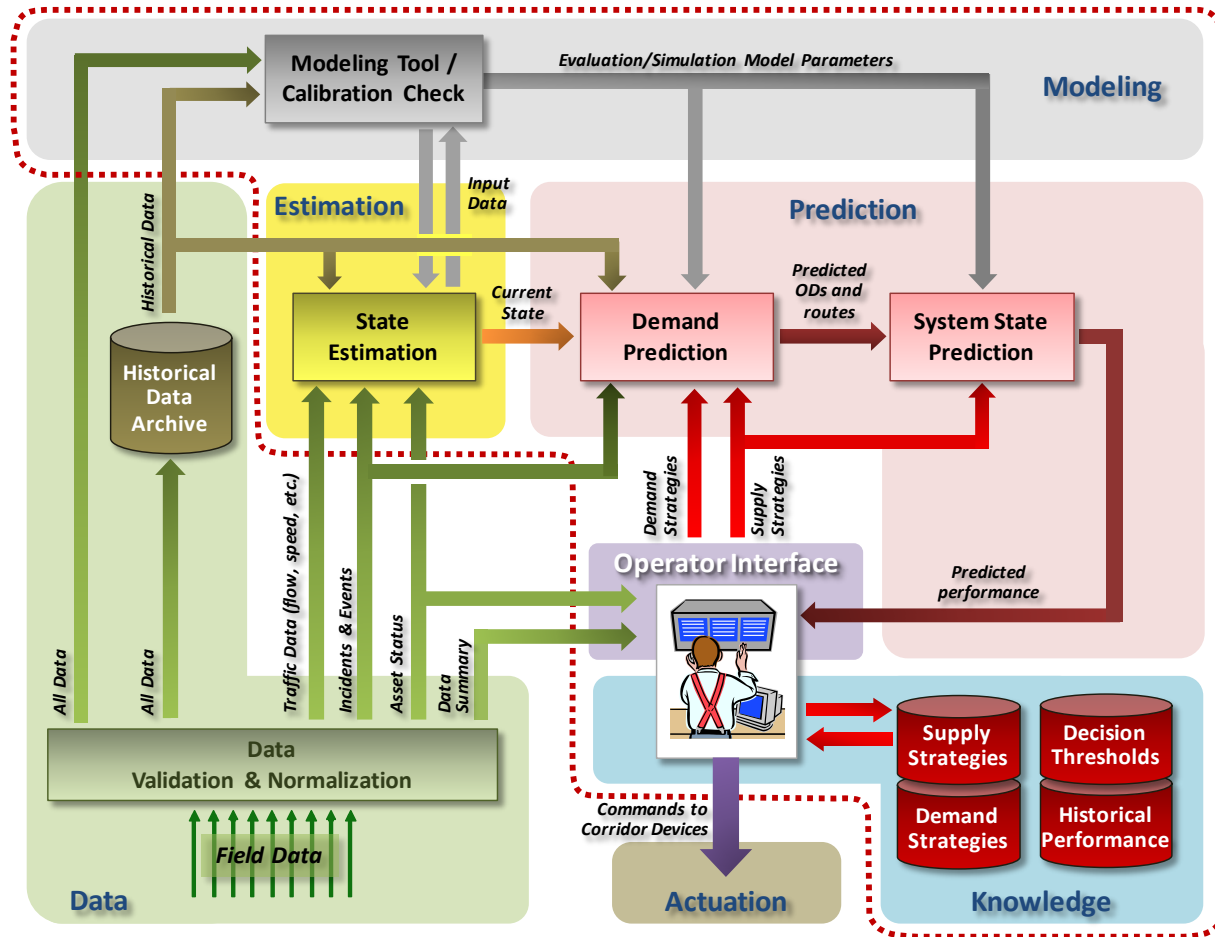 Modeling Tool /
Calibration Check
Evaluation/Simulation Model Parameters
Modeling
Historical Data
Estimation
Input
Data
Prediction
State
Estimation
Current
State
Demand
Prediction
Predicted
ODs and
routes
System State
Prediction
Historical
Data
Archive
All Data
All Data
Traffic Data (flow, speed, etc.)
Incidents & Events
Asset Status
Data
Summary
Demand
Strategies
Supply
Strategies
Operator Interface
Predicted
performance
Data
Validation & Normalization
Field Data
Data
Commands to
Corridor Devices
Actuation
Supply
Strategies
Decision
Thresholds
Demand
Strategies
Historical
Performance
Knowledge